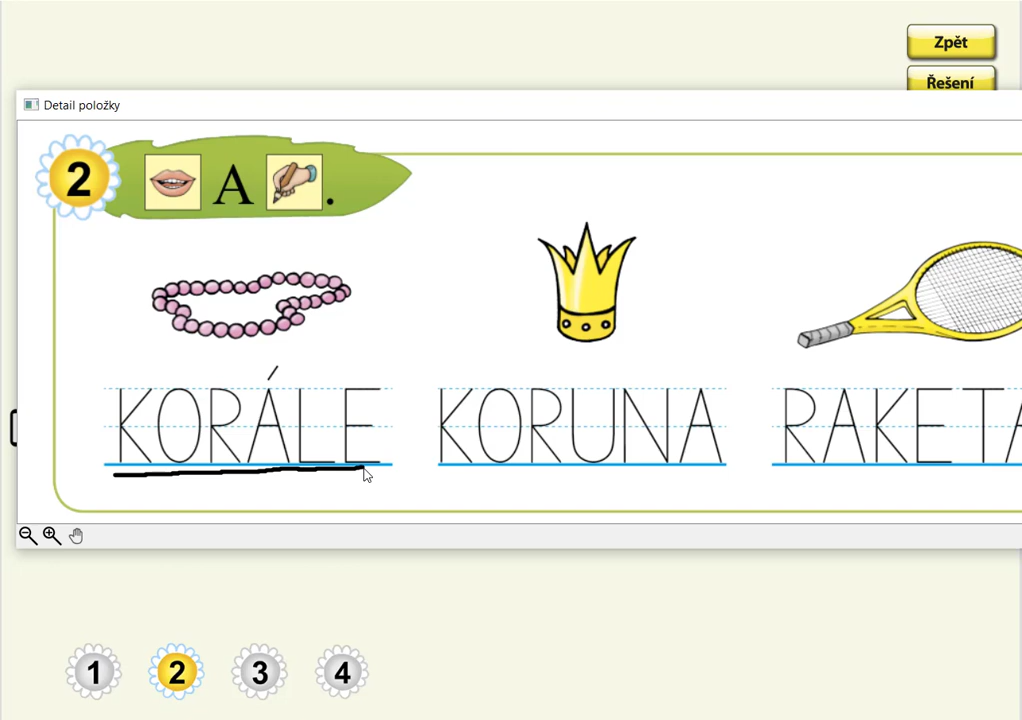 Zpět
Řešení
Detail položky
2 A .
KORÁLE KORUNA RAKETA
1 2 3 4